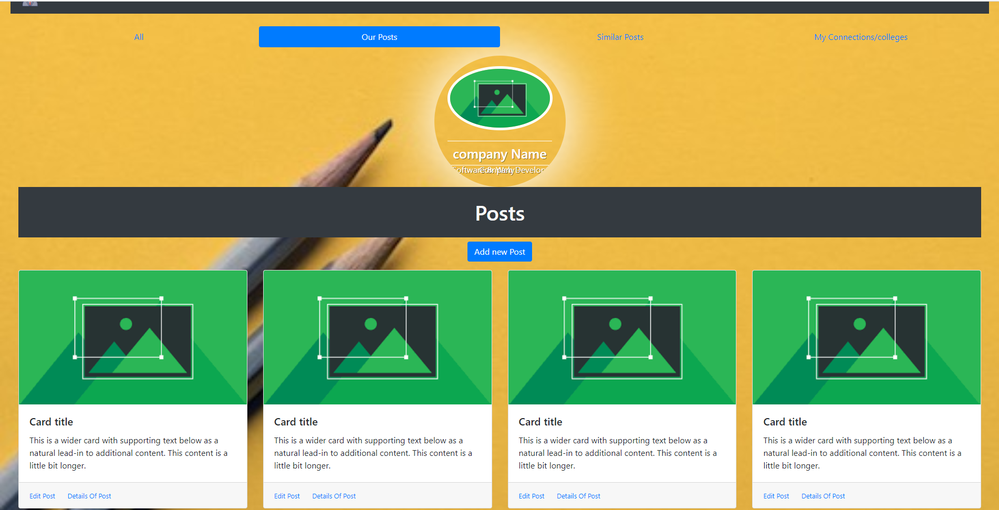 All
Our Posts
Similar Posts
My Connections/colleges
company Name
Posts
Add new Post
Card title
This is a wider card with supporting text below as a
natural lead-in to additional content. This content is a
little bit longer.
Edit Post
Details Of Post
Card title
This is a wider card with supporting text below as a
natural lead-in to additional content. This content is a
little bit longer.
Edit Post
Details Of Post
Card title
This is a wider card with supporting text below as a
natural lead-in to additional content. This content is a
little bit longer.
Edit Post
Details Of Post
Card title
This is a wider card with supporting text below as a
natural lead-in to additional content. This content is a
little bit longer.
Edit Post
Details Of Post